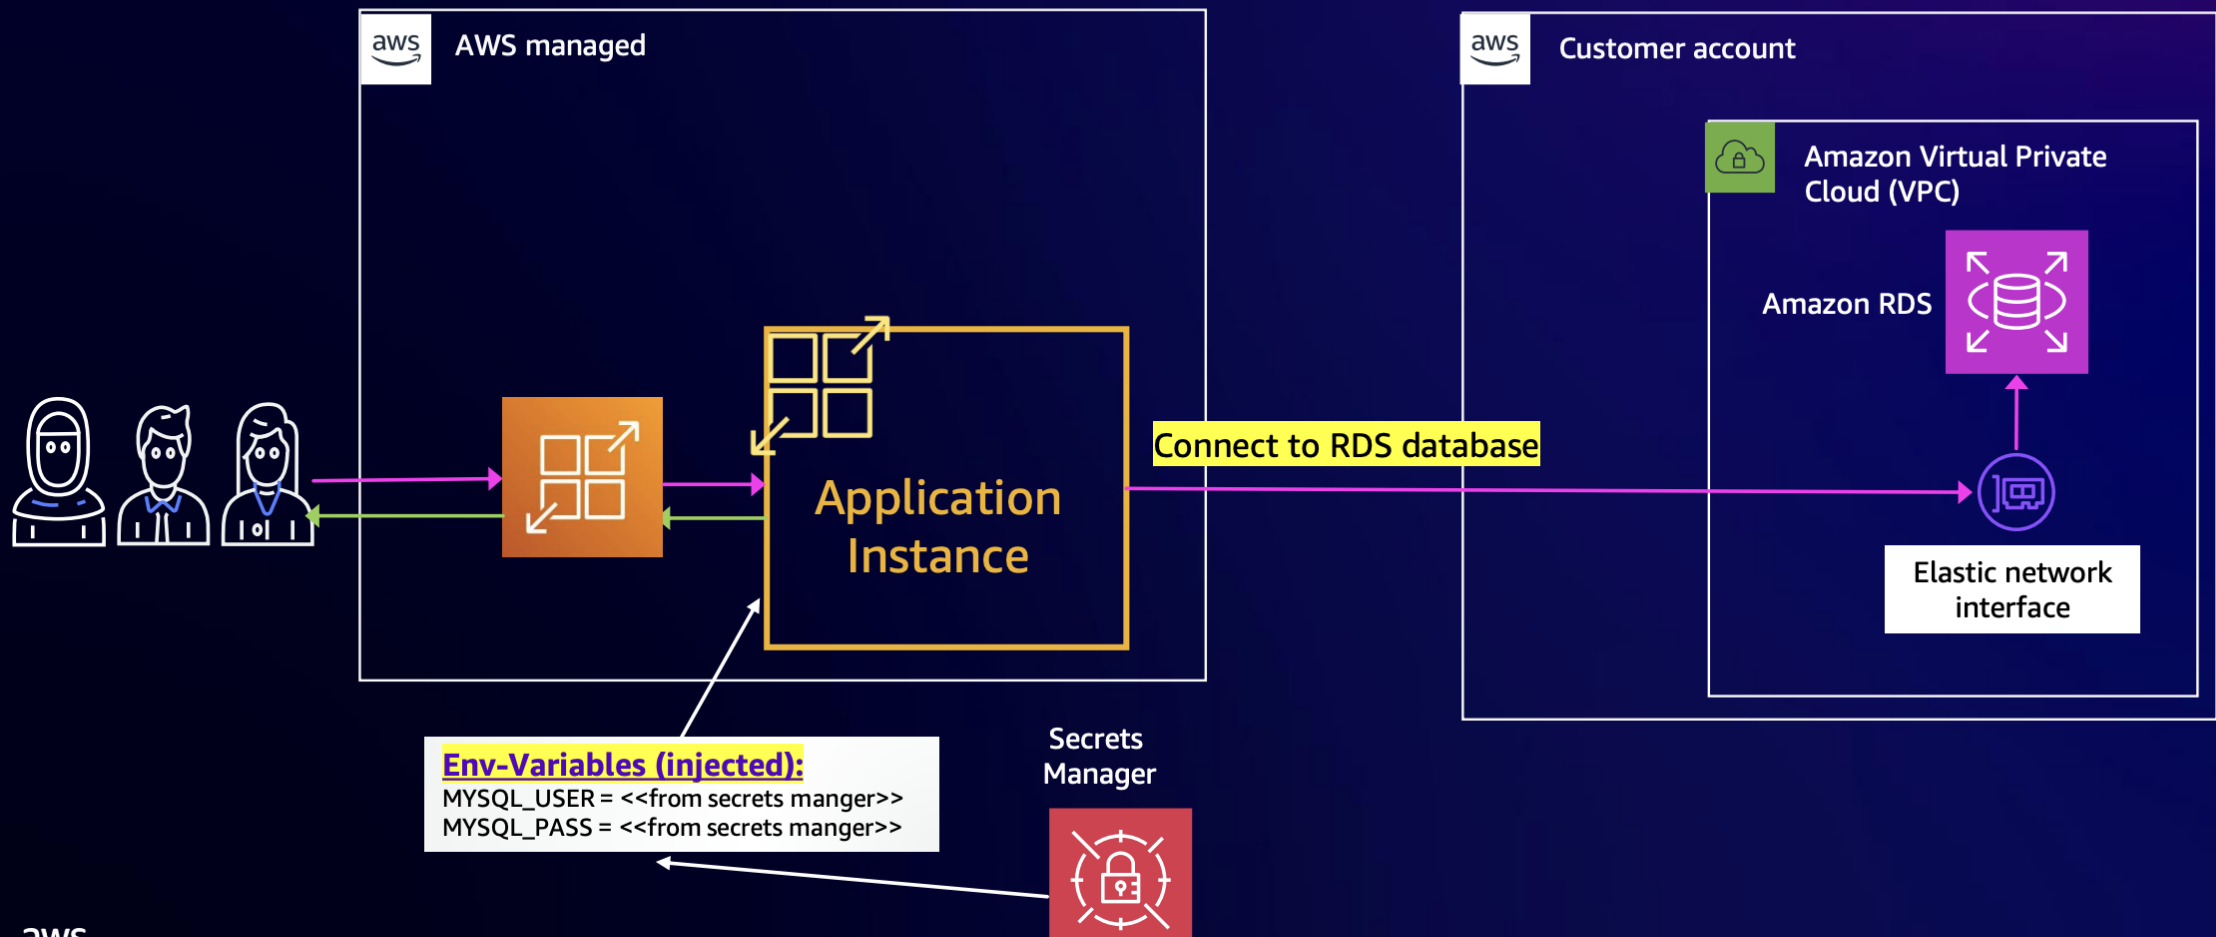 aws
AWS managed
aws
Customer account
Amazon Virtual Private
Cloud (VPC)
Amazon RDS
Connect to RDS database
Application
Instance
Elastic network
interface
Env-Variables (injected):
MYSQL_USER = <<from secrets manger>>
MYSQL_PASS = <<from secrets manger>>
Secrets
Manager
aws